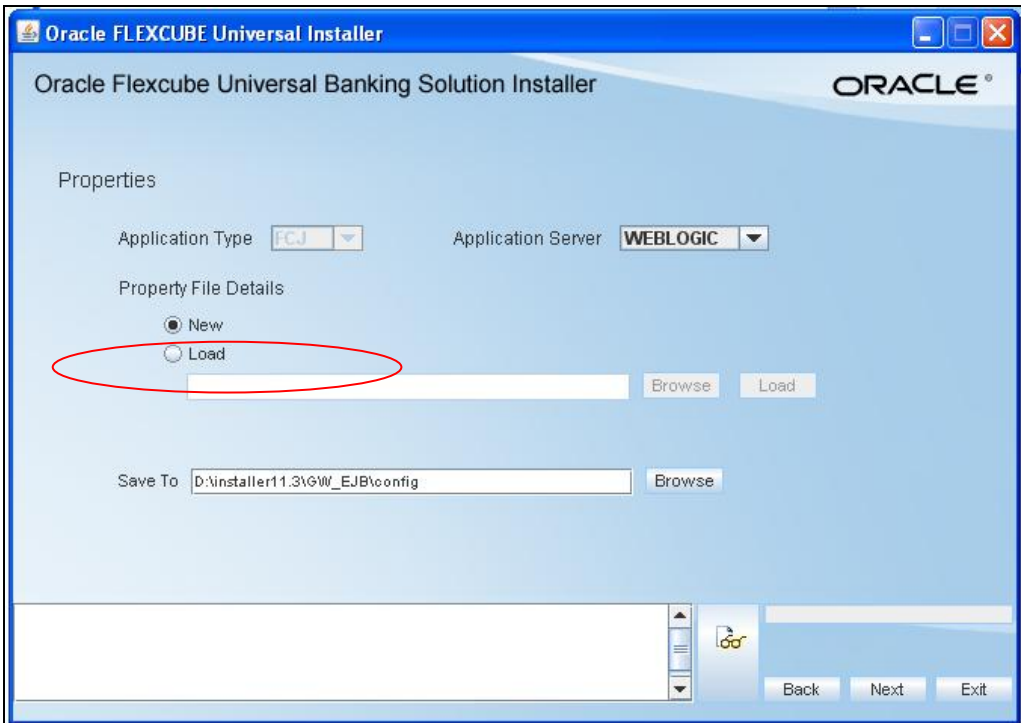 Oracle FLEXCUBE Universal Installer
Oracle Flexcube Universal Banking Solution Installer ORACLE®
Properties
Application Type FCJ Application Server WEBLOGIC
Property File Details
New
Load
Browse Load
Save To D:\installer11.3\GW_EJB\config Browse
Back Next Exit